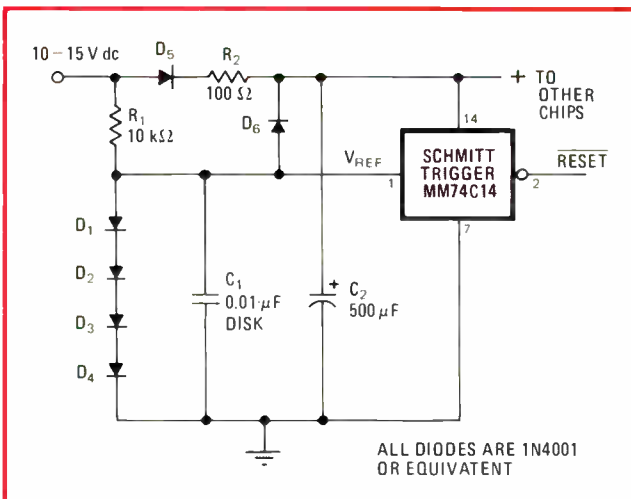 10–15 V dc
D5
R2
100 Ω
+ TO
OTHER
CHIPS
R1
10 kΩ
D6
14
VREF
1
SCHMITT
TRIGGER
MM74C14
RESET
2
7
D1
D2
D3
D4
C1
0.01 μF
DISK
+
C2
500 μF
ALL DIODES ARE 1N4001
OR EQUIVATENT